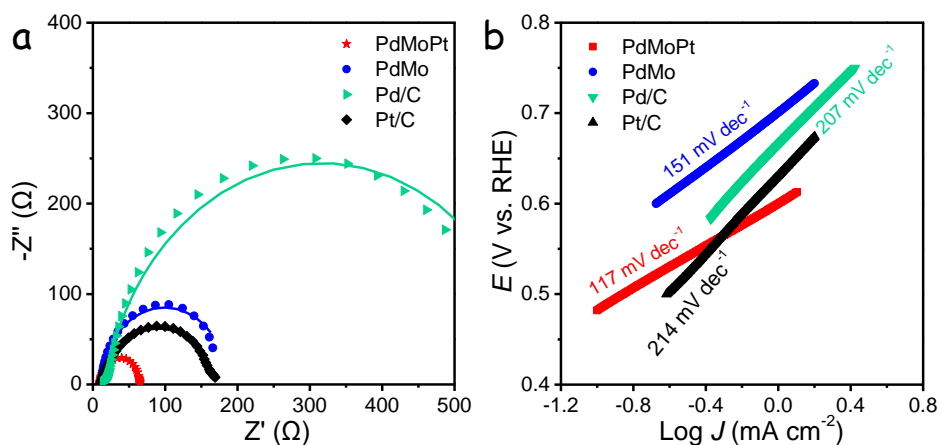 a
-Z'' (Ω)
400
300
200
100
0
0 100 200 300 400 500
Z' (Ω)
PdMoPt
PdMo
Pd/C
Pt/C
b
E (V vs. RHE)
0.8
0.7
0.6
0.5
0.4
-1.2 -0.8 -0.4 0.0 0.4 0.8
Log J (mA cm⁻²)
PdMoPt
PdMo
Pd/C
Pt/C
151 mV dec⁻¹
207 mV dec⁻¹
117 mV dec⁻¹
214 mV dec⁻¹